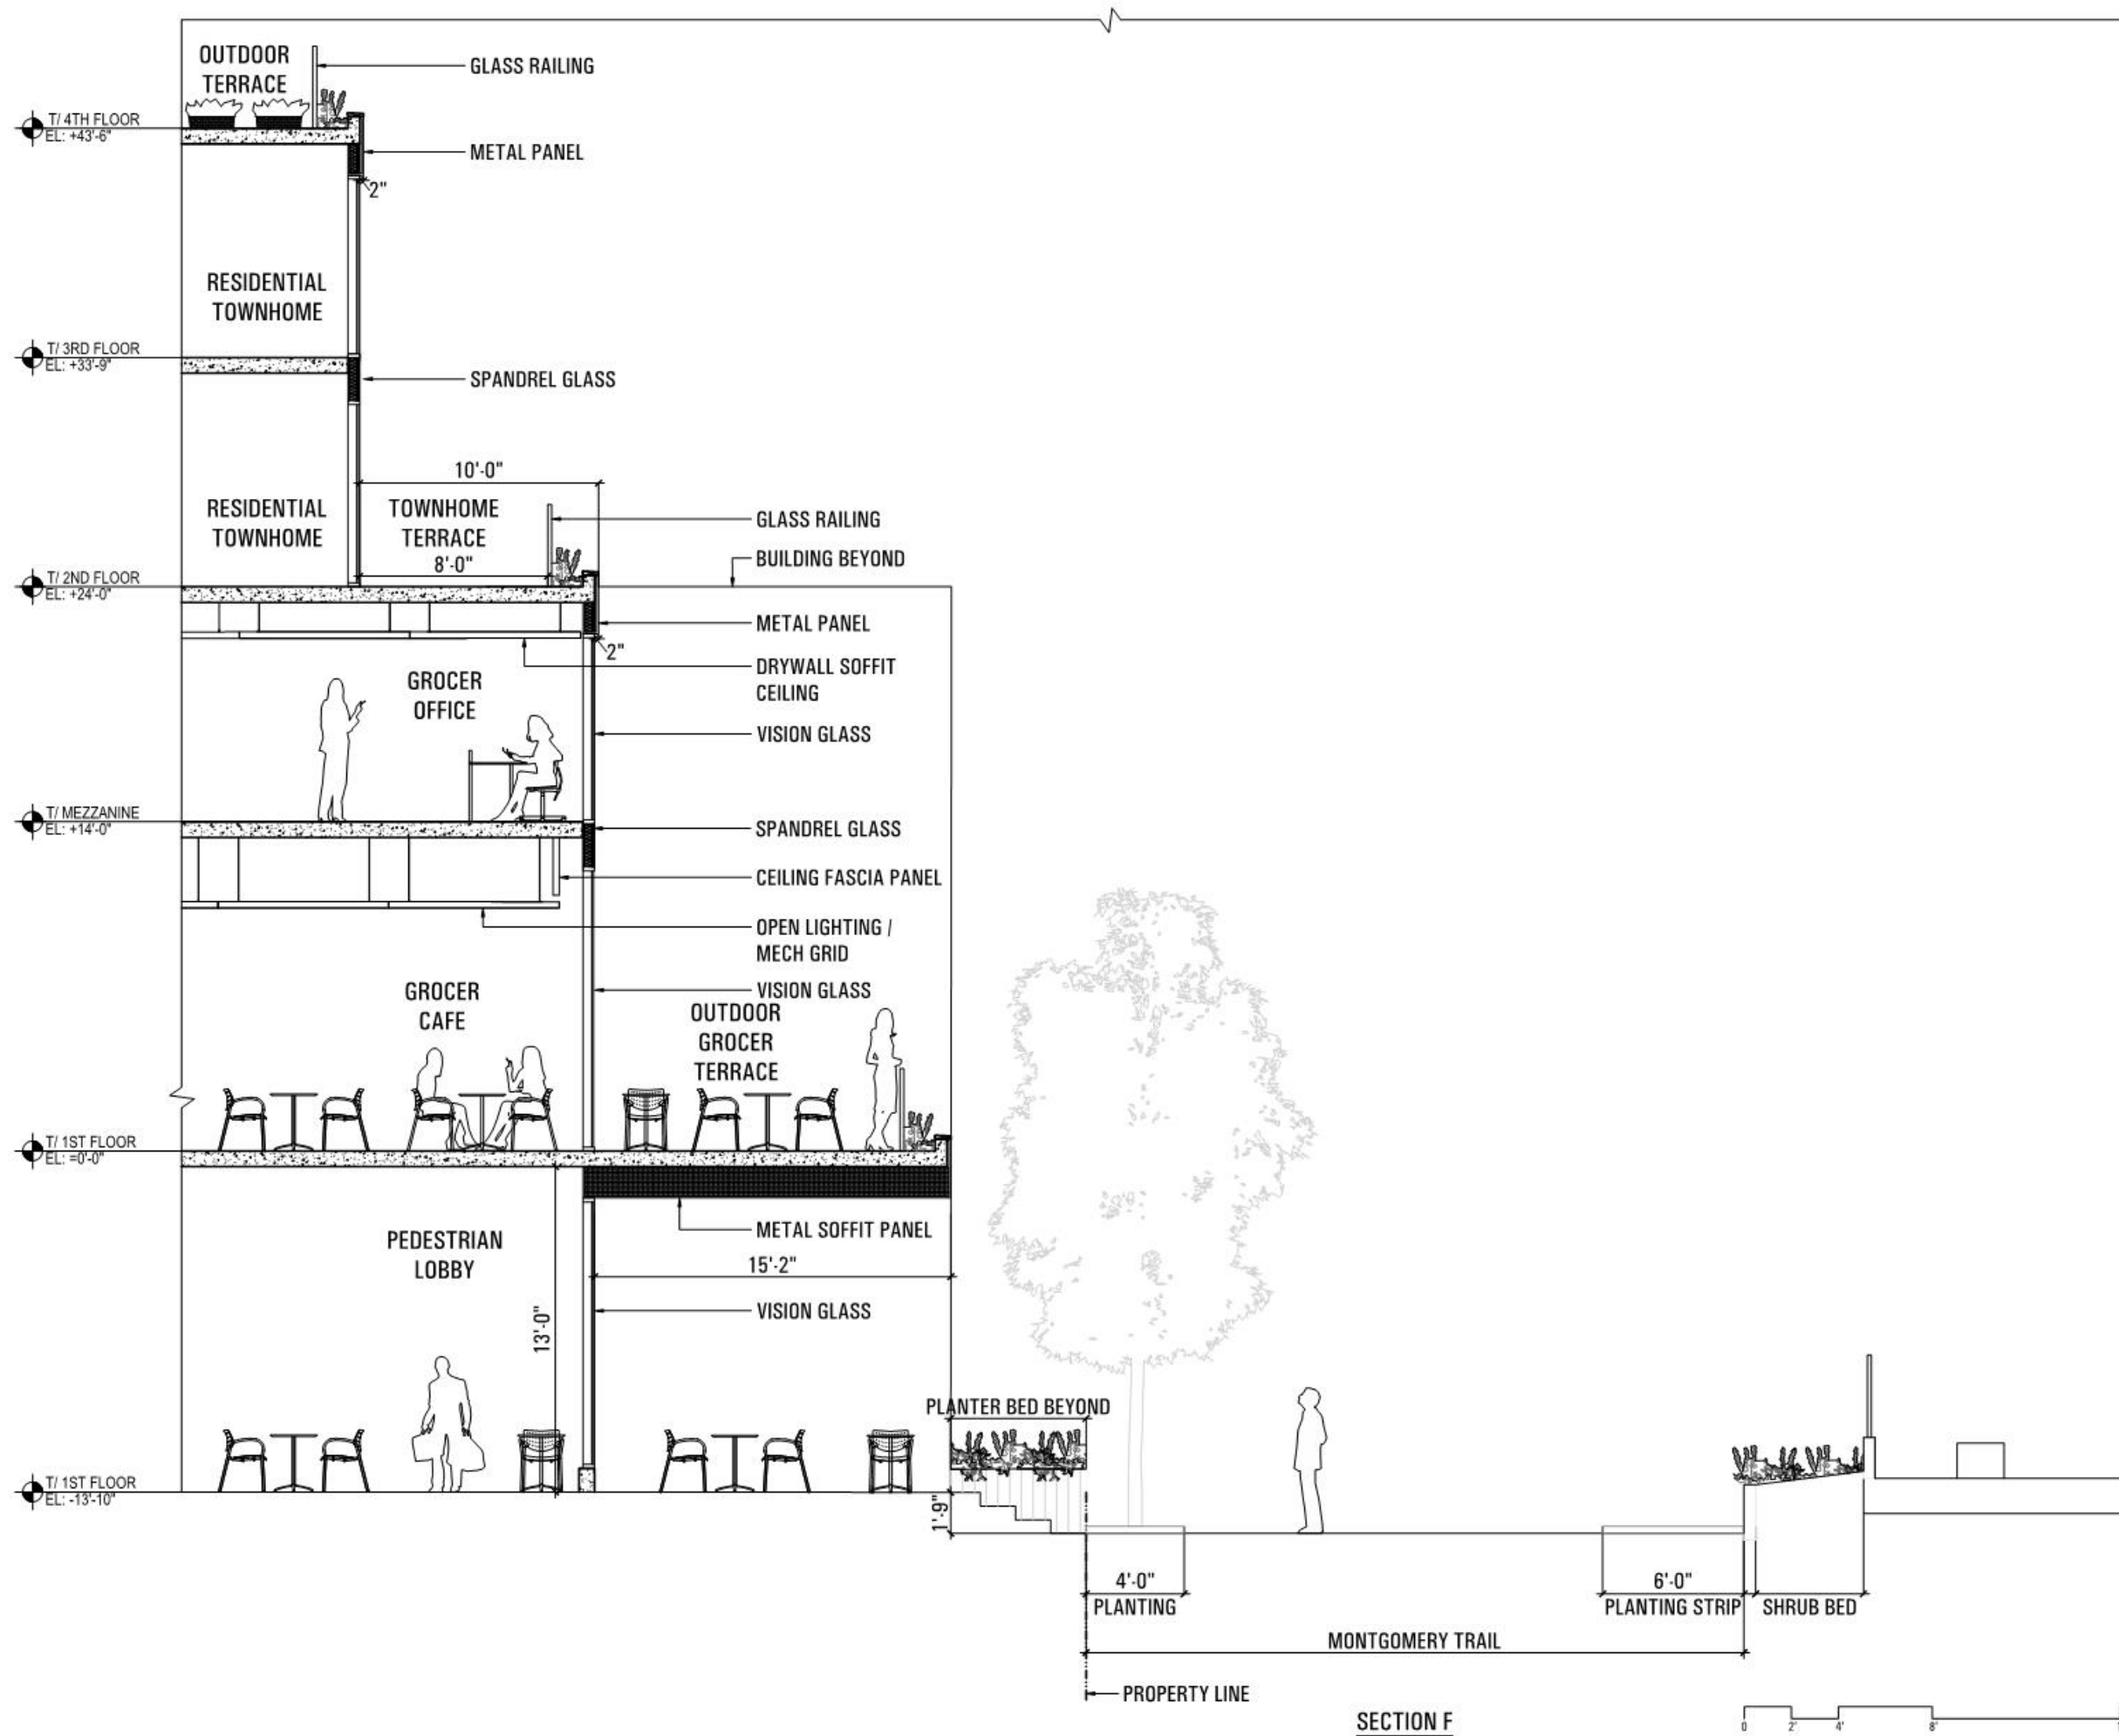 OUTDOOR
TERRACE
GLASS RAILING
T/ 4TH FLOOR
EL: +43'-6"
METAL PANEL
2"
RESIDENTIAL
TOWNHOME
T/ 3RD FLOOR
EL: +33'-9"
SPANDREL GLASS
10'-0"
RESIDENTIAL
TOWNHOME
TOWNHOME
TERRACE
8'-0"
GLASS RAILING
BUILDING BEYOND
T/ 2ND FLOOR
EL: +24'-0"
METAL PANEL
2"
DRYWALL SOFFIT
CEILING
GROCER
OFFICE
VISION GLASS
T/ MEZZANINE
EL: +14'-0"
SPANDREL GLASS
CEILING FASCIA PANEL
OPEN LIGHTING /
MECH GRID
GROCER
CAFE
VISION GLASS
OUTDOOR
GROCER
TERRACE
T/ 1ST FLOOR
EL: =0'-0"
METAL SOFFIT PANEL
PEDESTRIAN
LOBBY
15'-2"
VISION GLASS
13'-0"
PLANTER BED BEYOND
T/ 1ST FLOOR
EL: -13'-10"
1'-9"
4'-0"
PLANTING
6'-0"
PLANTING STRIP
SHRUB BED
MONTGOMERY TRAIL
PROPERTY LINE
SECTION F
0 2' 4' 8'